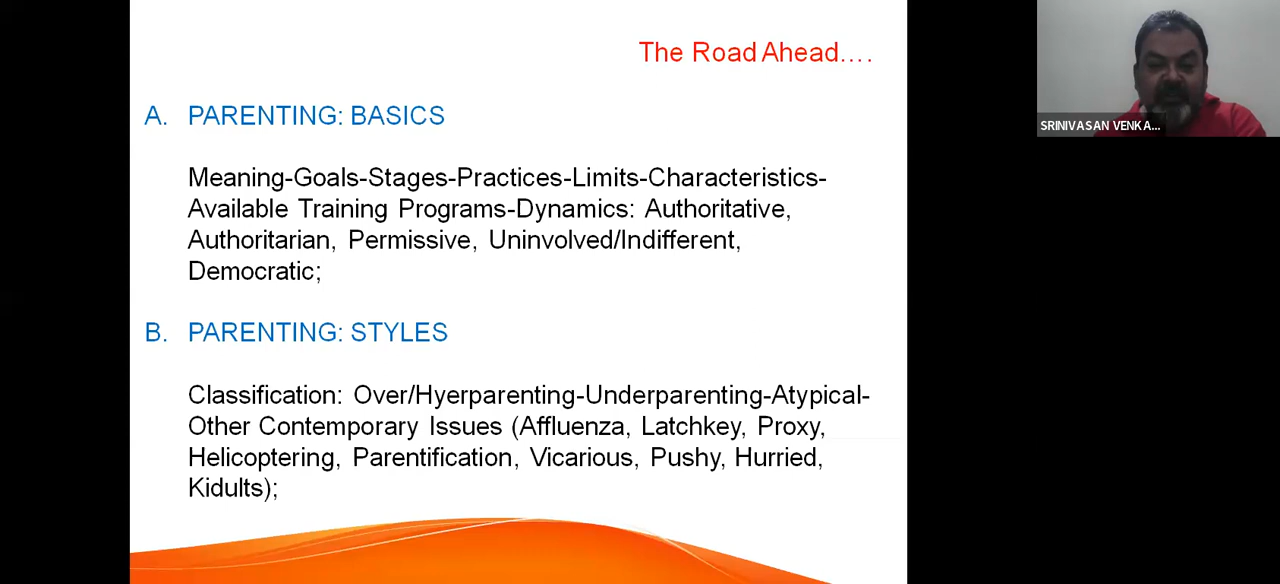 The Road Ahead....
A. PARENTING: BASICS
Meaning-Goals-Stages-Practices-Limits-Characteristics-
Available Training Programs-Dynamics: Authoritative,
Authoritarian, Permissive, Uninvolved/Indifferent,
Democratic;
B. PARENTING: STYLES
Classification: Over/Hyerparenting-Underparenting-Atypical-
Other Contemporary Issues (Affluenza, Latchkey, Proxy,
Helicoptering, Parentification, Vicarious, Pushy, Hurried,
Kidults);
SRINIVASAN VENKA...